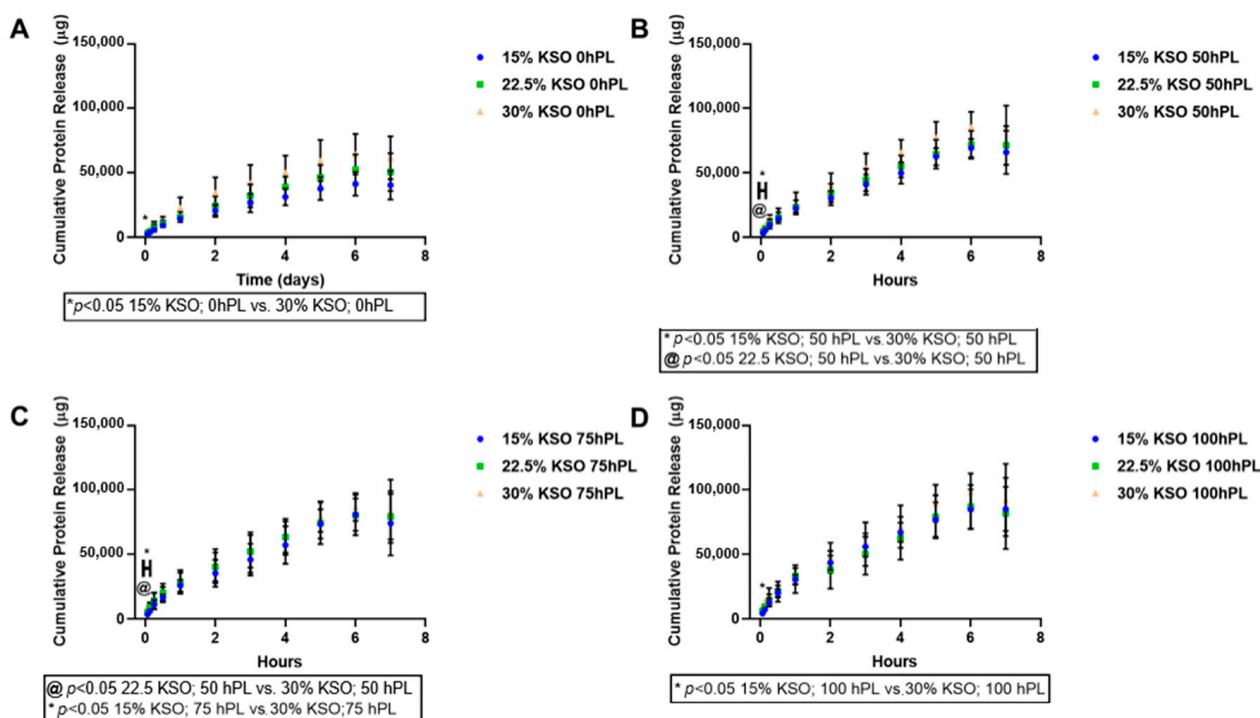 A
Cumulative Protein Release (µg)
150,000
100,000
50,000
0
0
2
4
6
8
Time (days)
15% KSO 0hPL
22.5% KSO 0hPL
30% KSO 0hPL
*
*p<0.05 15% KSO; 0hPL vs. 30% KSO; 0hPL
B
Cumulative Protein Release (µg)
150,000
100,000
50,000
0
0
2
4
6
8
Hours
15% KSO 50hPL
22.5% KSO 50hPL
30% KSO 50hPL
*
H
@
* p<0.05 15% KSO; 50 hPL vs.30% KSO; 50 hPL
@ p<0.05 22.5 KSO; 50 hPL vs.30% KSO; 50 hPL
C
Cumulative Protein Release (µg)
150,000
100,000
50,000
0
0
2
4
6
8
Hours
15% KSO 75hPL
22.5% KSO 75hPL
30% KSO 75hPL
*
H
@
@ p<0.05 22.5 KSO; 50 hPL vs. 30% KSO; 50 hPL
* p<0.05 15% KSO; 75 hPL vs.30% KSO;75 hPL
D
Cumulative Protein Release (µg)
150,000
100,000
50,000
0
0
2
4
6
8
Hours
15% KSO 100hPL
22.5% KSO 100hPL
30% KSO 100hPL
*
* p<0.05 15% KSO; 100 hPL vs.30% KSO; 100 hPL